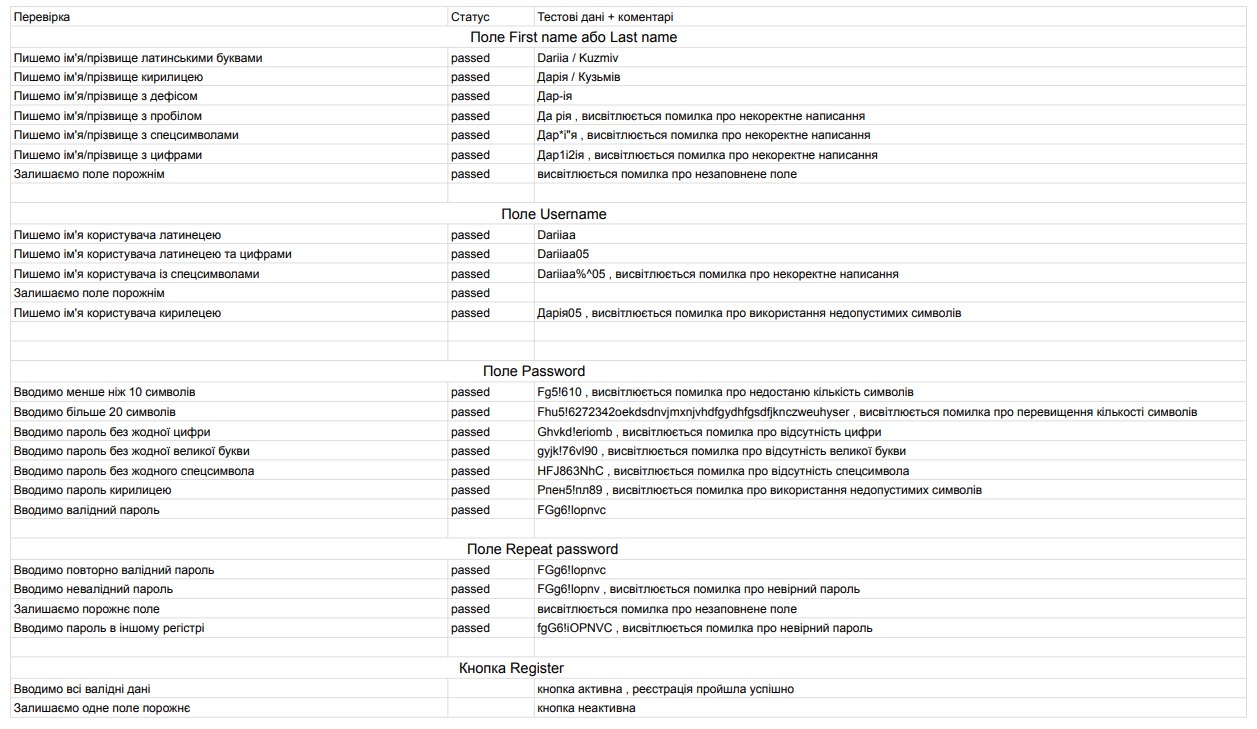 Перевірка Статус Тестові дані + коментарі
Поле First name або Last name
Пишемо ім'я/прізвище латинськими буквами passed Dariia / Kuzmiv
Пишемо ім'я/прізвище кирилицею passed Дарія / Кузьмів
Пишемо ім'я/прізвище з дефісом passed Дар-ія
Пишемо ім'я/прізвище з пробілом passed Да рія , висвітлюється помилка про некоректне написання
Пишемо ім'я/прізвище з спецсимволами passed Дар*і"я , висвітлюється помилка про некоректне написання
Пишемо ім'я/прізвище з цифрами passed Дар1і2ія , висвітлюється помилка про некоректне написання
Залишаємо поле порожнім passed висвітлюється помилка про незаповнене поле
Поле Username
Пишемо ім'я користувача латинецею passed Dariiaa
Пишемо ім'я користувача латинецею та цифрами passed Dariiaa05
Пишемо ім'я користувача із спецсимволами passed Dariiaa%^05 , висвітлюється помилка про некоректне написання
Залишаємо поле порожнім passed
Пишемо ім'я користувача кирилецею passed Дарія05 , висвітлюється помилка про використання недопустимих символів
Поле Password
Вводимо менше ніж 10 символів passed Fg5!610 , висвітлюється помилка про недостаню кількість символів
Вводимо більше 20 символів passed Fhu5!6272342oekdsdnvjmxnjvhdfgydhfgsdfjknczweuhyser , висвітлюється помилка про перевищення кількості символів
Вводимо пароль без жодної цифри passed Ghvkd!eriomb , висвітлюється помилка про відсутність цифри
Вводимо пароль без жодної великої букви passed gyjk!76vl90 , висвітлюється помилка про відсутність великої букви
Вводимо пароль без жодного спецсимвола passed HFJ863NhC , висвітлюється помилка про відсутність спецсимвола
Вводимо пароль кирилицею passed Рпен5!пл89 , висвітлюється помилка про використання недопустимих символів
Вводимо валідний пароль passed FGg6!lopnvc
Поле Repeat password
Вводимо повторно валідний пароль passed FGg6!lopnvc
Вводимо невалідний пароль passed FGg6!lopnv , висвітлюється помилка про невірний пароль
Залишаємо порожнє поле passed висвітлюється помилка про незаповнене поле
Вводимо пароль в іншому регістрі passed fgG6!iOPNVC , висвітлюється помилка про невірний пароль
Кнопка Register
Вводимо всі валідні дані кнопка активна , реєстрація пройшла успішно
Залишаємо одне поле порожнє кнопка неактивна